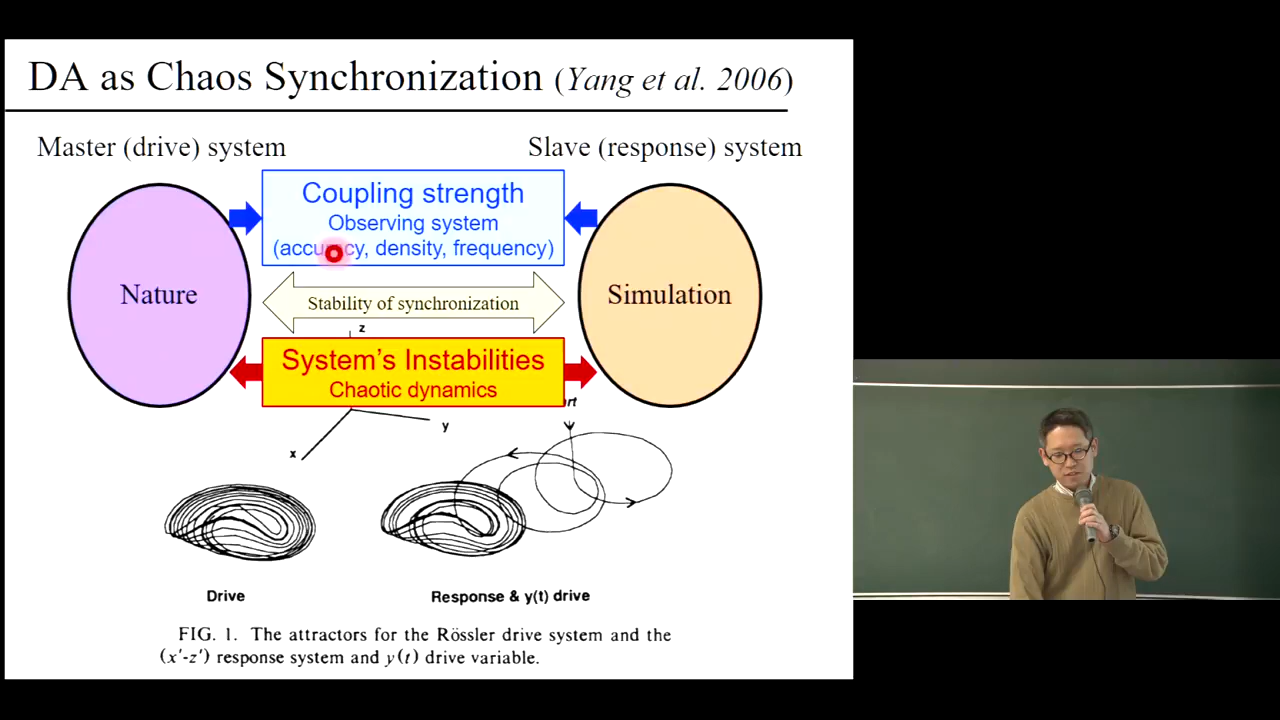 DA as Chaos Synchronization (Yang et al. 2006)
Master (drive) system
Slave (response) system
Coupling strength
Observing system
(accuracy, density, frequency)
Nature
Stability of synchronization
Simulation
z
System's Instabilities
Chaotic dynamics
y
x
Drive
Response & y(t) drive
FIG. 1. The attractors for the Rössler drive system and the
(x′-z′) response system and y(t) drive variable.